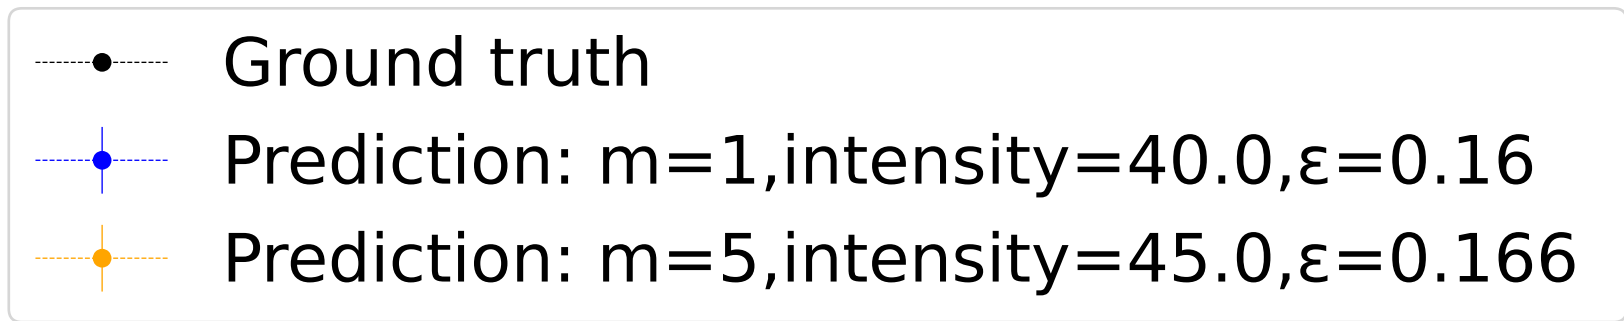 Ground truth
Prediction: m=1,intensity=40.0,ε=0.16
Prediction: m=5,intensity=45.0,ε=0.166